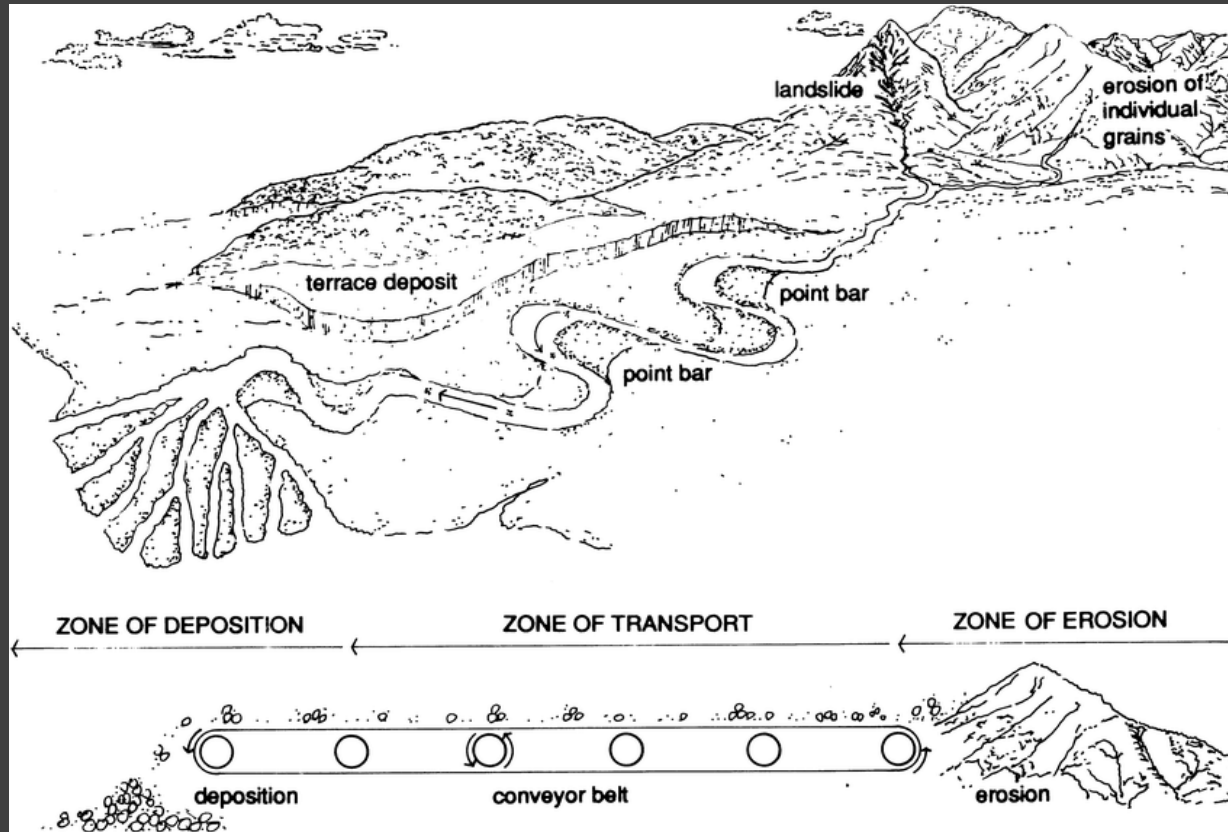 landslide
erosion of
individual
grains
terrace deposit
point bar
point bar
ZONE OF DEPOSITION
ZONE OF TRANSPORT
ZONE OF EROSION
deposition
conveyor belt
erosion